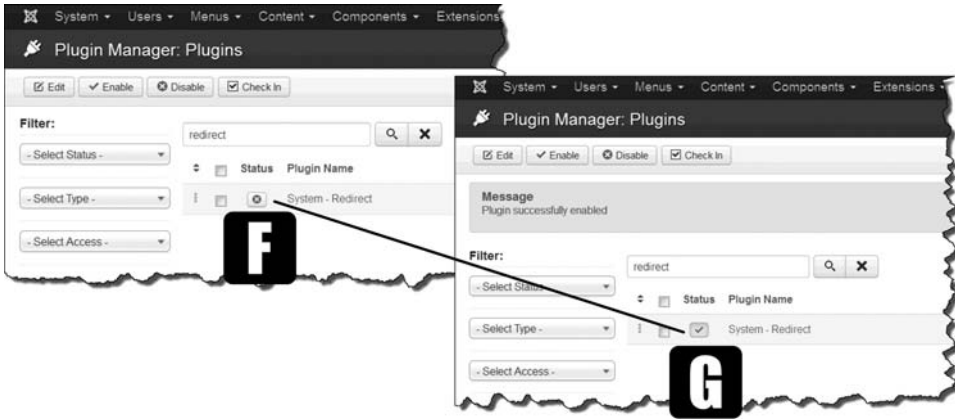 System Users Menus Content Components Extensions
Plugin Manager: Plugins
Edit Enable Disable Check In
Filter:
redirect
- Select Status -
Status Plugin Name
- Select Type -
System - Redirect
- Select Access -
F
System Users Menus Content Components Extensions
Plugin Manager: Plugins
Edit Enable Disable Check In
Message
Plugin successfully enabled
Filter:
redirect
- Select Status
Status Plugin Name
- Select Type -
System - Redirect
- Select Access -
G